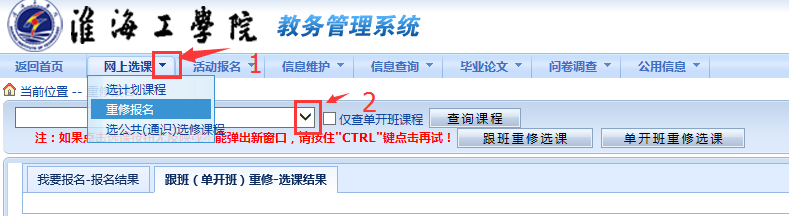 淮海工學院 教务管理系统
返回首页 网上选课 活动报名 信息维护 信息查询 毕业论文 问卷调查 公用信息
1
当前位置 --
选计划课程
重修报名
选公共(通识)选修课程
2
仅查单开班课程 查询课程
注：如果点击 能弹出新窗口，请按住"CTRL"键点击再试！ 跟班重修选课 单开班重修选课
我要报名-报名结果 跟班（单开班）重修-选课结果